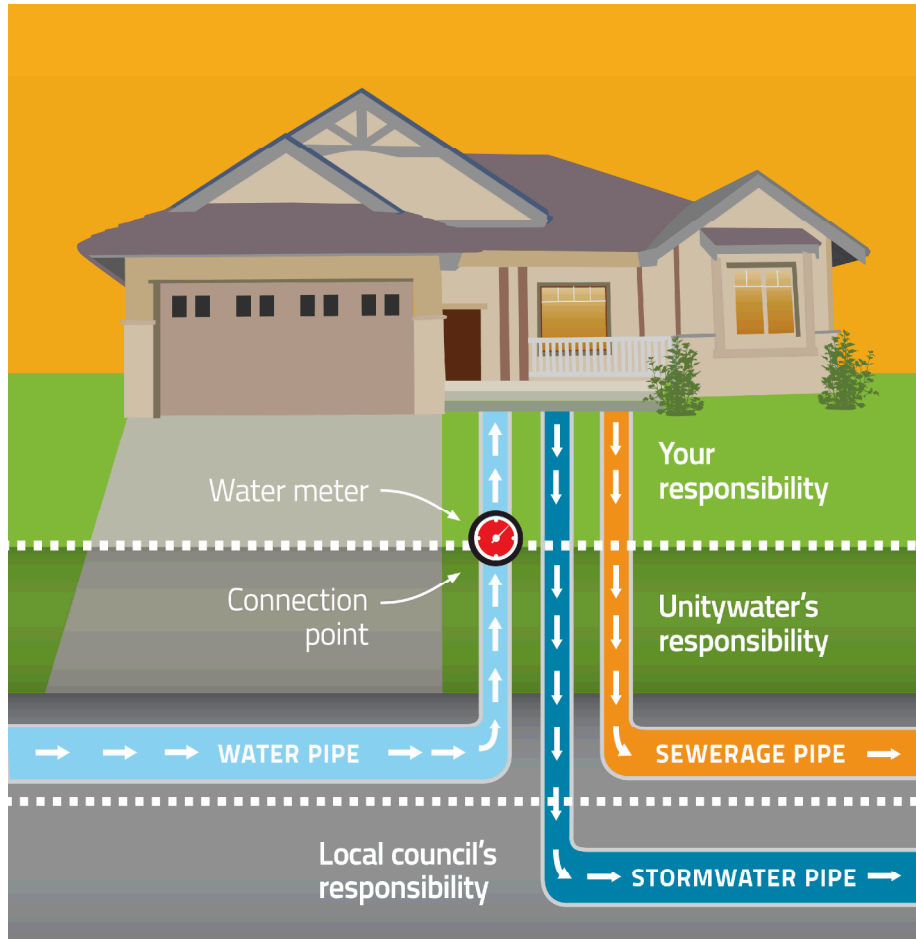 Water meter
Your
responsibility
Connection
point
Unitywater's
responsibility
WATER PIPE
SEWERAGE PIPE
Local council's
responsibility
STORMWATER PIPE